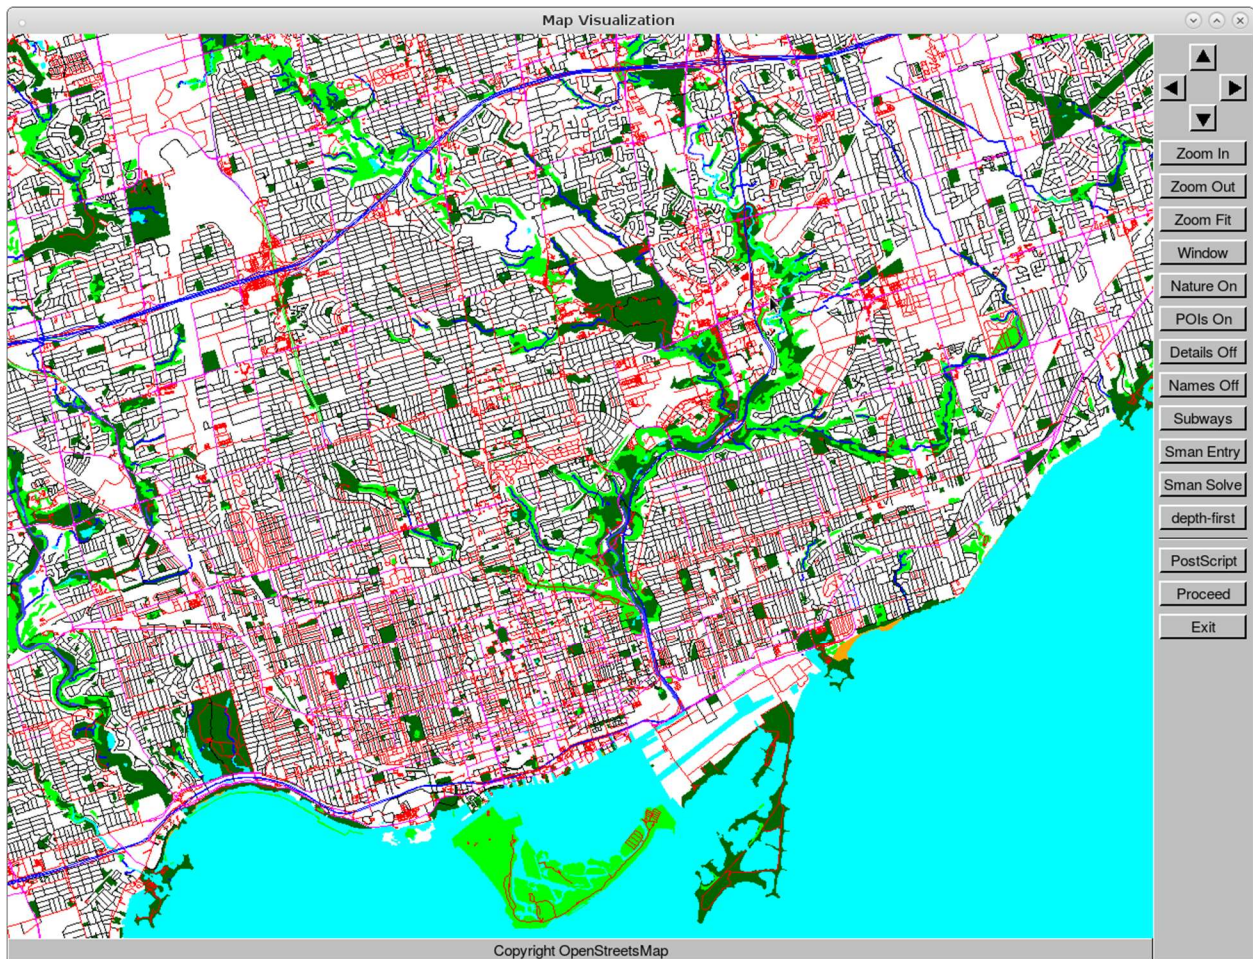 Map Visualization
Zoom In
Zoom Out
Zoom Fit
Window
Nature On
POIs On
Details Off
Names Off
Subways
Sman Entry
Sman Solve
depth-first
PostScript
Proceed
Exit
Copyright OpenStreetsMap